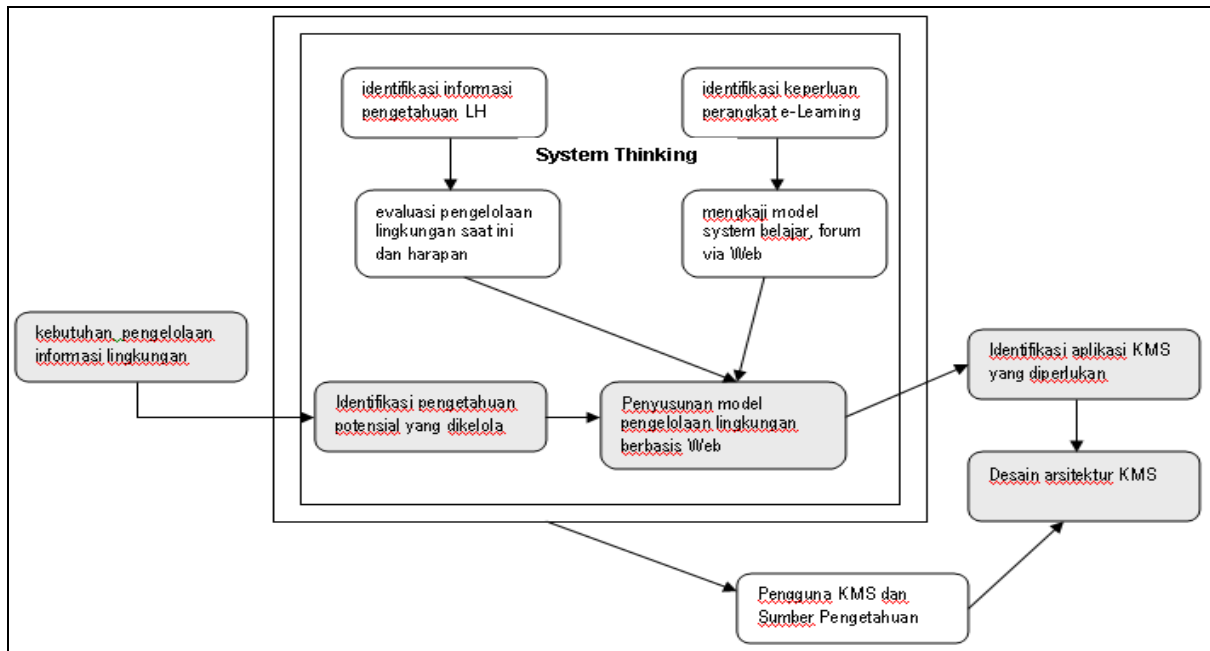 identifikasi informasi
pengetahuan LH
identifikasi keperluan
perangkat e-Learning
System Thinking
evaluasi pengelolaan
lingkungan saat ini
dan harapan
mengkaji model
system belajar, forum
via Web
kebutuhan pengelolaan
informasi lingkungan
Identifikasi pengetahuan
potensial yang dikelola
Penyusunan model
pengelolaan lingkungan
berbasis Web
Identifikasi aplikasi KMS
yang diperlukan
Desain arsitektur KMS
Pengguna KMS dan
Sumber Pengetahuan